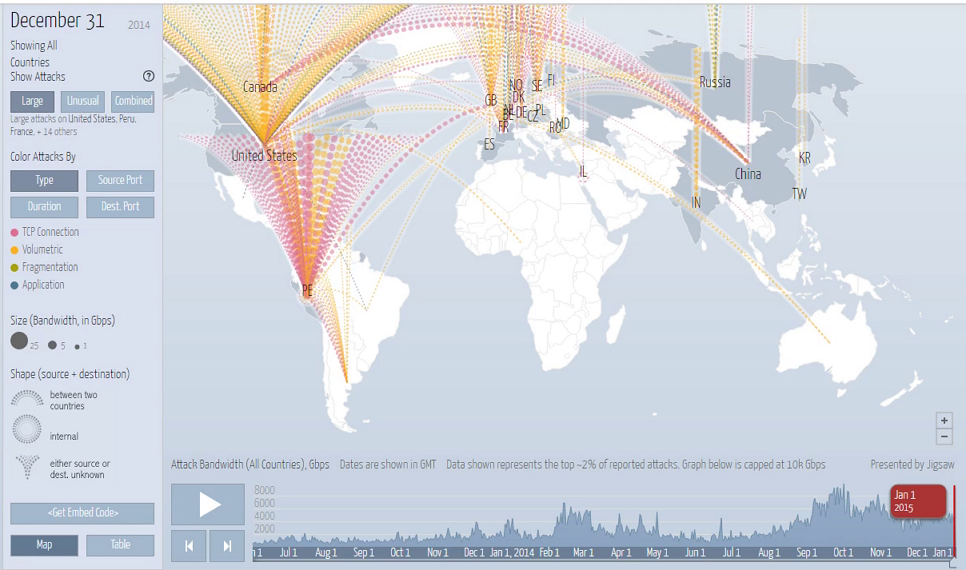 December 31 2014
Showing All
Countries
Show Attacks ?
Large Unusual Combined
Large attacks on United States, Peru,
France, + 14 others
Color Attacks By
Type Source Port
Duration Dest. Port
TCP Connection
Volumetric
Fragmentation
Application
Size (Bandwidth, in Gbps)
25 5 1
Shape (source + destination)
between two
countries
internal
either source or
dest. unknown
<Get Embed Code>
Map Table
Canada
United States
PE
GB
NO
SE
FI
DK
NL
DE
PL
CZ
FR
RO
MD
ES
IL
Russia
China
IN
KR
TW
+
−
Attack Bandwidth (All Countries), Gbps Dates are shown in GMT Data shown represents the top ~2% of reported attacks. Graph below is capped at 10k Gbps Presented by Jigsaw
8000
6000
4000
2000
Jan 1
2015
Jul 1 Aug 1 Sep 1 Oct 1 Nov 1 Dec 1 Jan 1, 2014 Feb 1 Mar 1 Apr 1 May 1 Jun 1 Jul 1 Aug 1 Sep 1 Oct 1 Nov 1 Dec 1 Jan 1